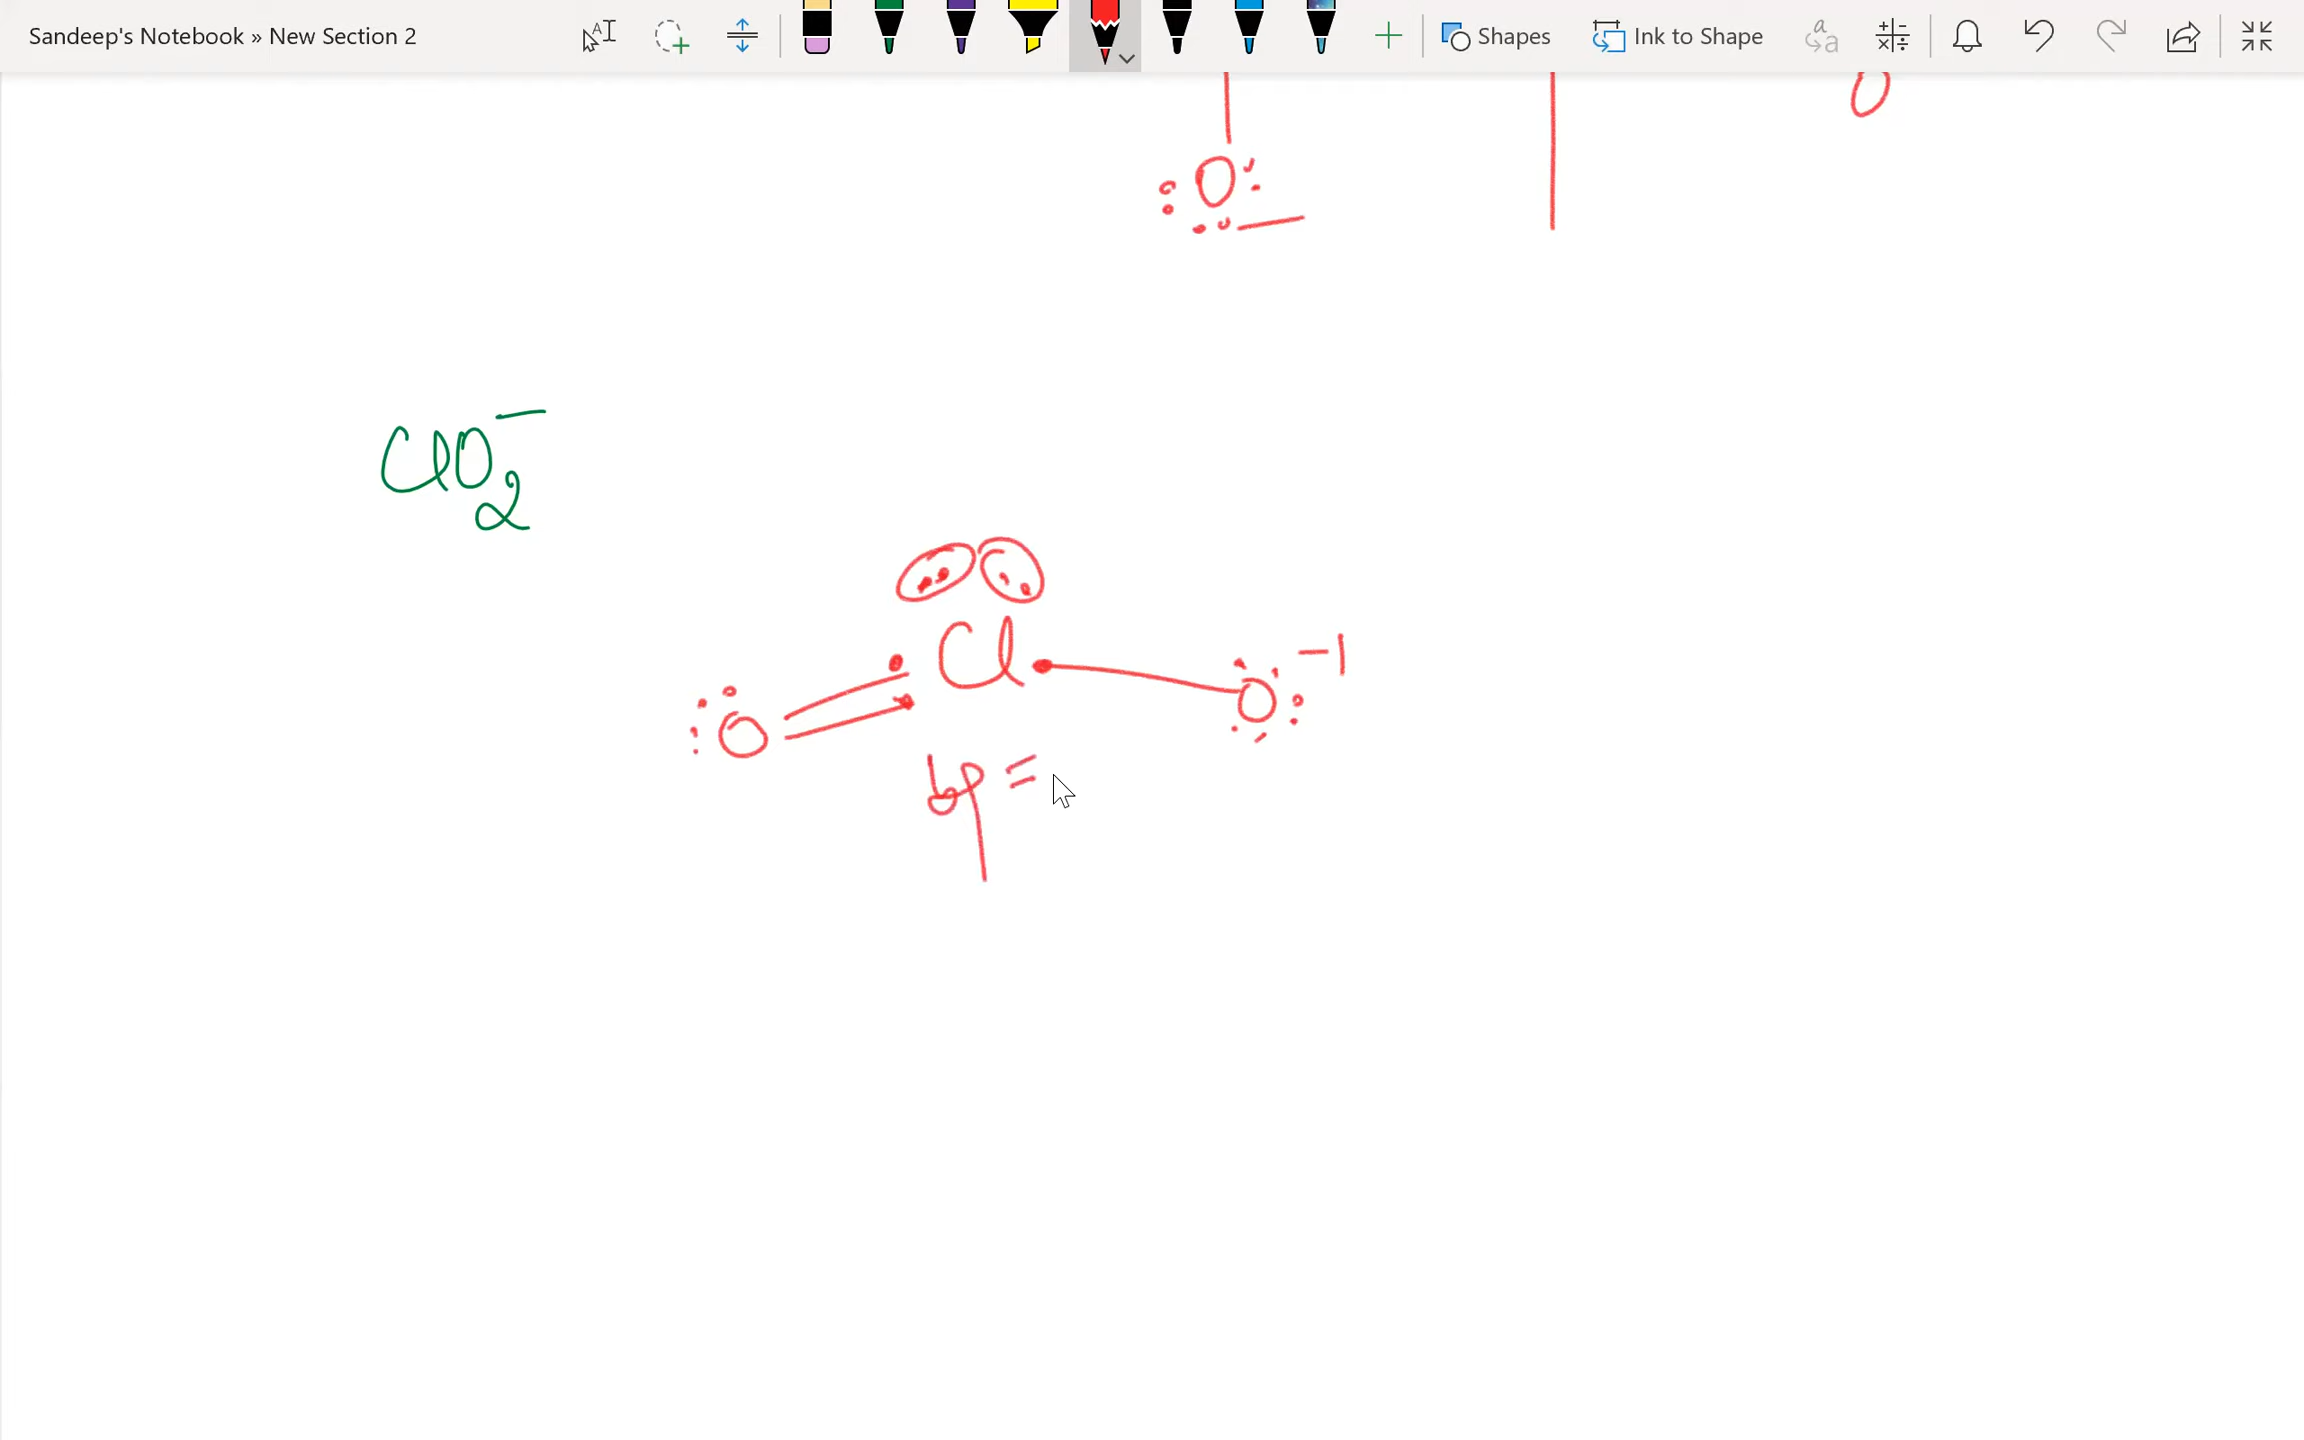 Sandeep's Notebook » New Section 2
Shapes
Ink to Shape
O
O
ClO2-
Cl
O
O -1
bp =